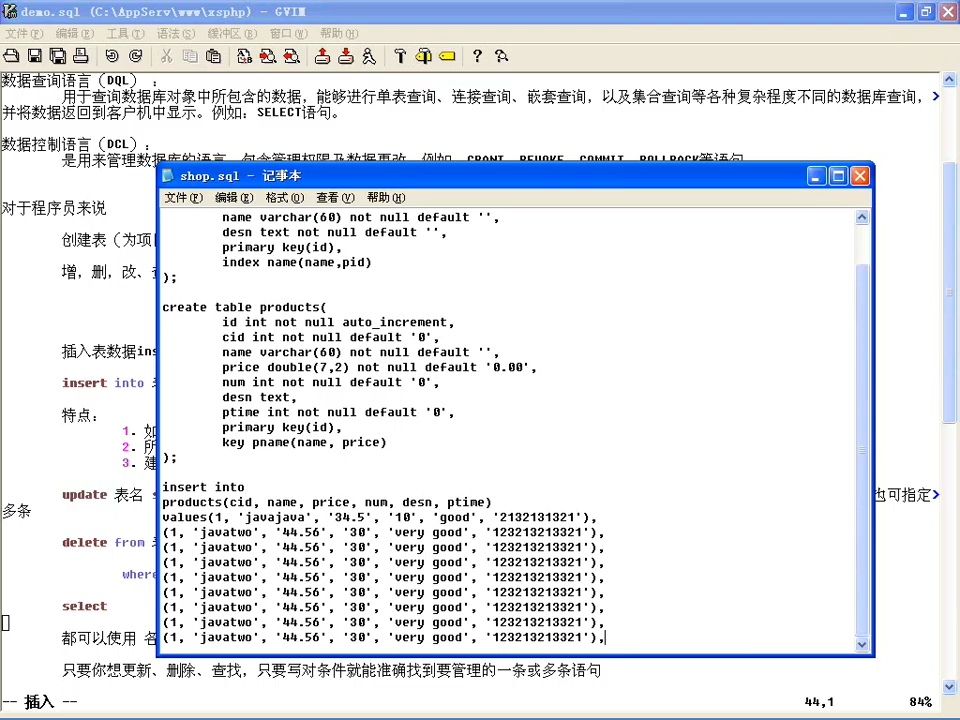 demo.sql (C:\AppServ\www\xsphp) - GVIM
文件(F) 编辑(E) 工具(T) 语法(S) 缓冲区(B) 窗口(W) 帮助(H)
数据查询语言(DQL) :
用于查询数据库对象中所包含的数据，能够进行单表查询、连接查询、嵌套查询，以及集合查询等各种复杂程度不同的数据库查询，
并将数据返回到客户机中显示。例如: SELECT语句。
数据控制语言(DCL):
是用来管理数据库的语言，包含管理权限及数据更改。例如 GRANT、REVOKE、COMMIT、ROLLBACK等语句
对于程序员来说
创建表(为项
增，删，改、查
插入表数据ins
insert into
特点:
1. 如
2. 所
3. 建
update 表名 s
也可指定
多条
delete from
where
select
都可以使用 各
只要你想更新、删除、查找，只要写对条件就能准确找到要管理的一条或多条语句
-- 插入 --
44,1
84%
shop.sql - 记事本
文件(F) 编辑(E) 格式(O) 查看(V) 帮助(H)
name varchar(60) not null default '',
desn text not null default '',
primary key(id),
index name(name,pid)
);
create table products(
id int not null auto_increment,
cid int not null default '0',
name varchar(60) not null default '',
price double(7,2) not null default '0.00',
num int not null default '0',
desn text,
ptime int not null default '0',
primary key(id),
key pname(name, price)
);
insert into
products(cid, name, price, num, desn, ptime)
values(1, 'javajava', '34.5', '10', 'good', '2132131321'),
(1, 'javatwo', '44.56', '30', 'very good', '123213213321'),
(1, 'javatwo', '44.56', '30', 'very good', '123213213321'),
(1, 'javatwo', '44.56', '30', 'very good', '123213213321'),
(1, 'javatwo', '44.56', '30', 'very good', '123213213321'),
(1, 'javatwo', '44.56', '30', 'very good', '123213213321'),
(1, 'javatwo', '44.56', '30', 'very good', '123213213321'),
(1, 'javatwo', '44.56', '30', 'very good', '123213213321'),
(1, 'javatwo', '44.56', '30', 'very good', '123213213321'),